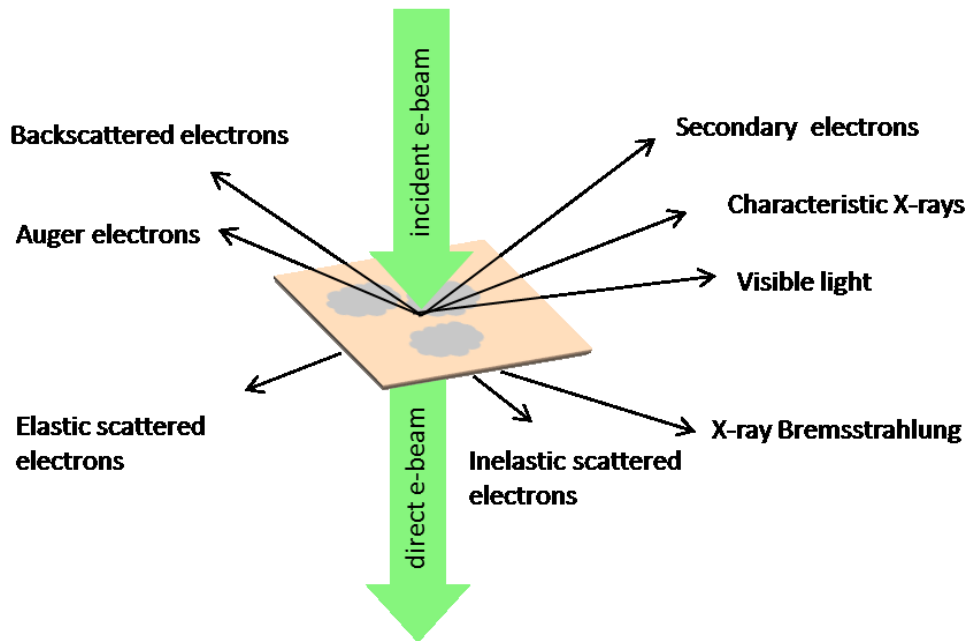 incident e-beam
Backscattered electrons
Secondary electrons
Auger electrons
Characteristic X-rays
Visible light
Elastic scattered
electrons
X-ray Bremsstrahlung
Inelastic scattered
electrons
direct e-beam